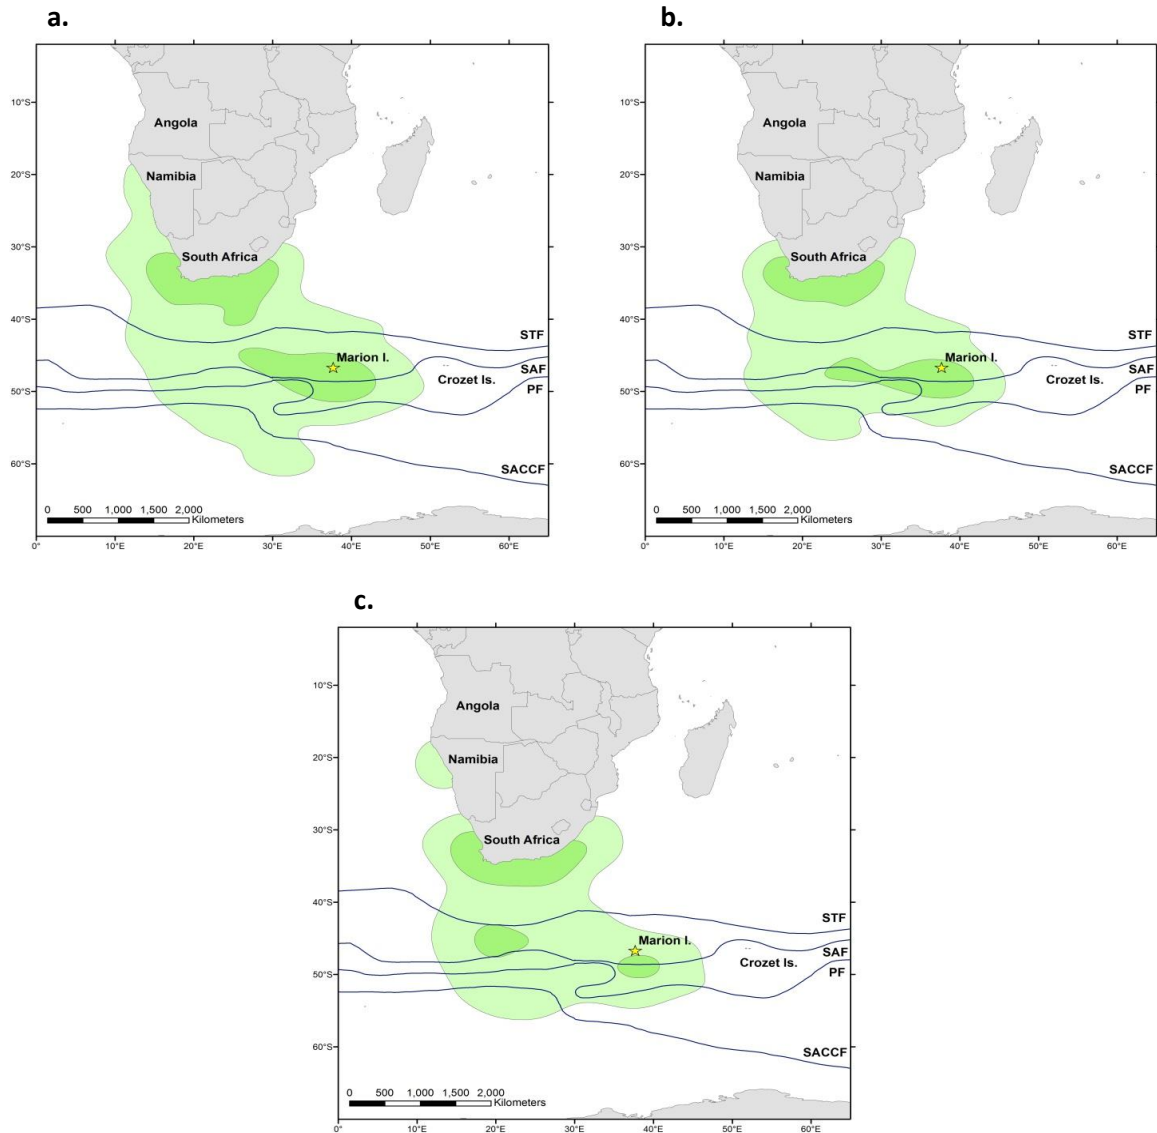 a.
Angola
Namibia
South Africa
Marion I.
Crozet Is.
STF
SAF
PF
SACCF
10°S
20°S
30°S
40°S
50°S
60°S
0 500 1,000 1,500 2,000
Kilometers
0° 10°E 20°E 30°E 40°E 50°E 60°E
b.
Angola
Namibia
South Africa
Marion I.
Crozet Is.
STF
SAF
PF
SACCF
10°S
20°S
30°S
40°S
50°S
60°S
0 500 1,000 1,500 2,000
Kilometers
0° 10°E 20°E 30°E 40°E 50°E 60°E
c.
Angola
Namibia
South Africa
Marion I.
Crozet Is.
STF
SAF
PF
SACCF
10°S
20°S
30°S
40°S
50°S
60°S
0 500 1,000 1,500 2,000
Kilometers
0° 10°E 20°E 30°E 40°E 50°E 60°E